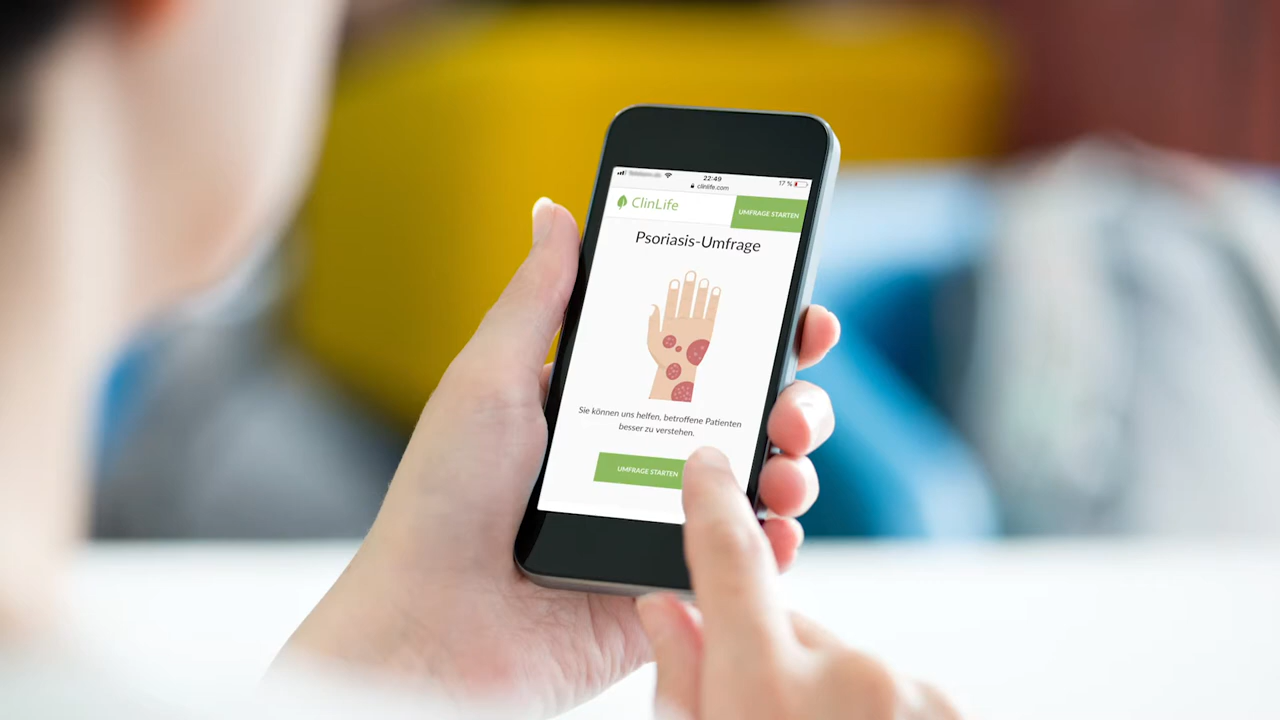 22:49
17 %
clinlife.com
ClinLife
UMFRAGE STARTEN
Psoriasis-Umfrage
Sie können uns helfen, betroffene Patienten
besser zu verstehen.
UMFRAGE STARTEN